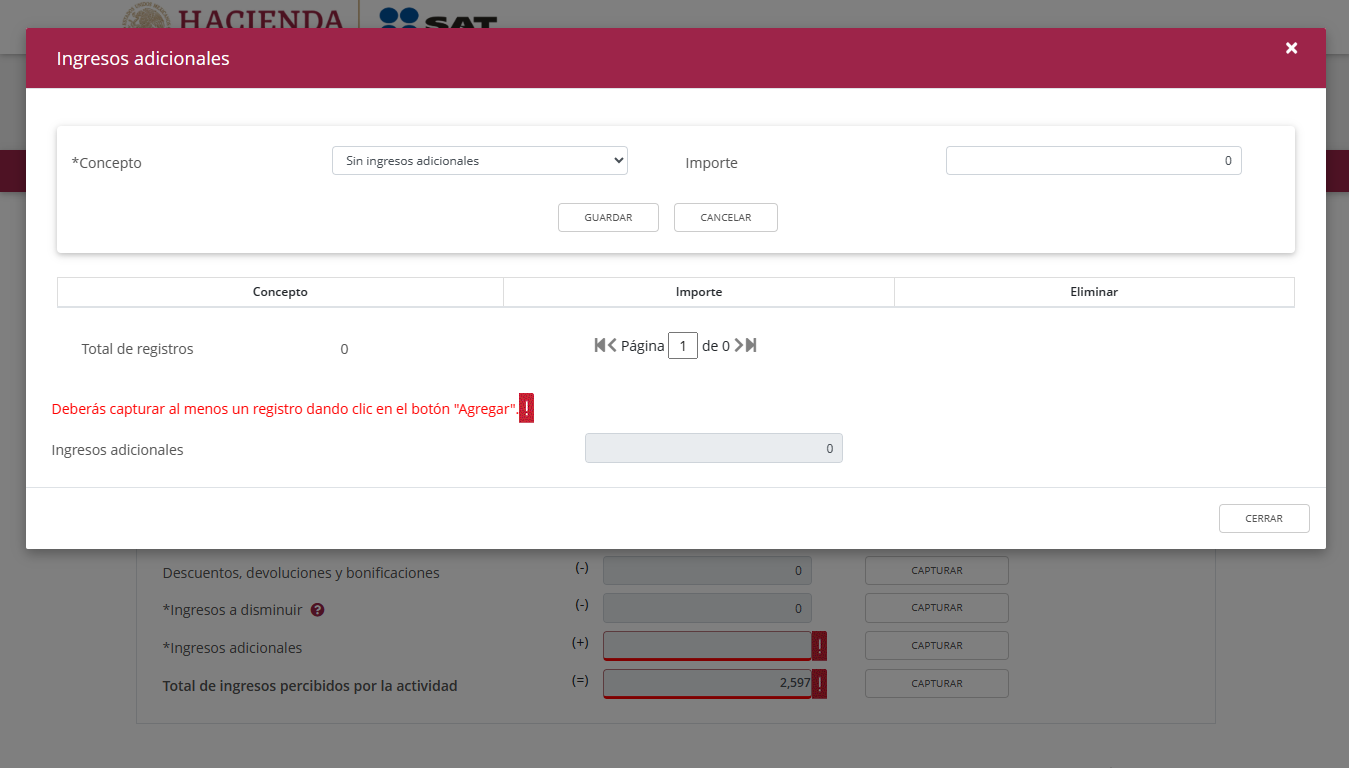 HACIENDA
SAT
Ingresos adicionales ×
*Concepto Sin ingresos adicionales Importe 0
GUARDAR CANCELAR
Concepto Importe Eliminar
Total de registros 0 Página 1 de 0
Deberás capturar al menos un registro dando clic en el botón "Agregar". !
Ingresos adicionales 0
CERRAR
Descuentos, devoluciones y bonificaciones (-) 0 CAPTURAR
*Ingresos a disminuir ? (-) 0 CAPTURAR
*Ingresos adicionales (+) ! CAPTURAR
Total de ingresos percibidos por la actividad (=) 2,597 ! CAPTURAR